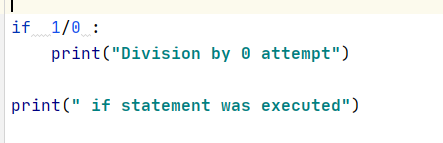 if  1/0 :
    print("Division by 0 attempt")
print(" if statement was executed")